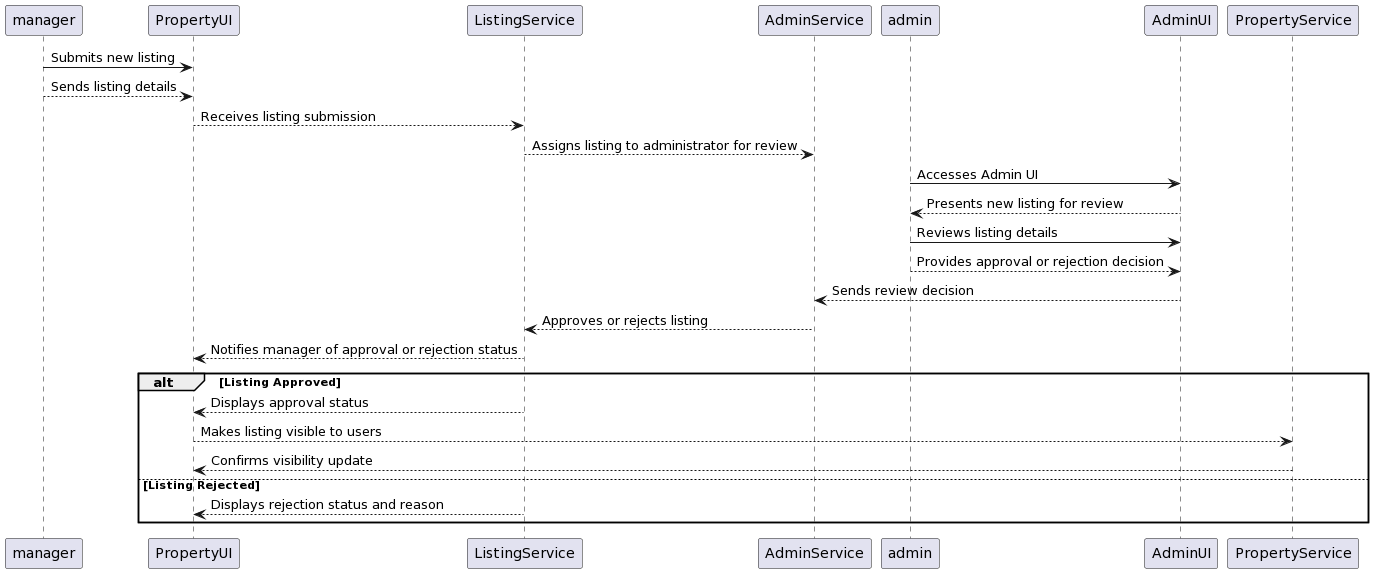 manager PropertyUI ListingService AdminService admin AdminUI PropertyService
Submits new listing
Sends listing details
Receives listing submission
Assigns listing to administrator for review
Accesses Admin UI
Presents new listing for review
Reviews listing details
Provides approval or rejection decision
Sends review decision
Approves or rejects listing
Notifies manager of approval or rejection status
alt [Listing Approved]
Displays approval status
Makes listing visible to users
Confirms visibility update
[Listing Rejected]
Displays rejection status and reason
manager PropertyUI ListingService AdminService admin AdminUI PropertyService